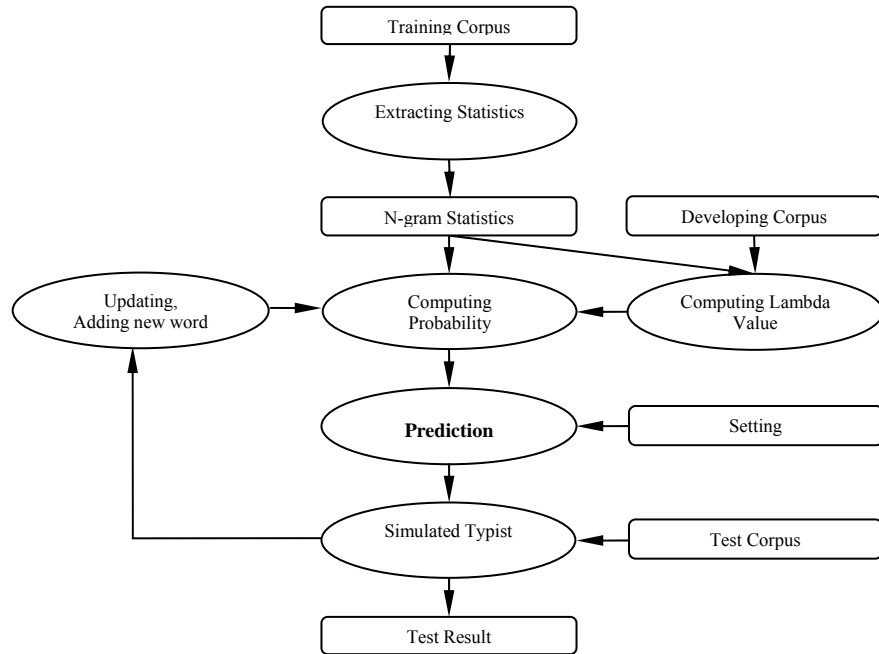 Training Corpus
Extracting Statistics
N-gram Statistics
Developing Corpus
Updating,
Adding new word
Computing
Probability
Computing Lambda
Value
Prediction
Setting
Simulated Typist
Test Corpus
Test Result